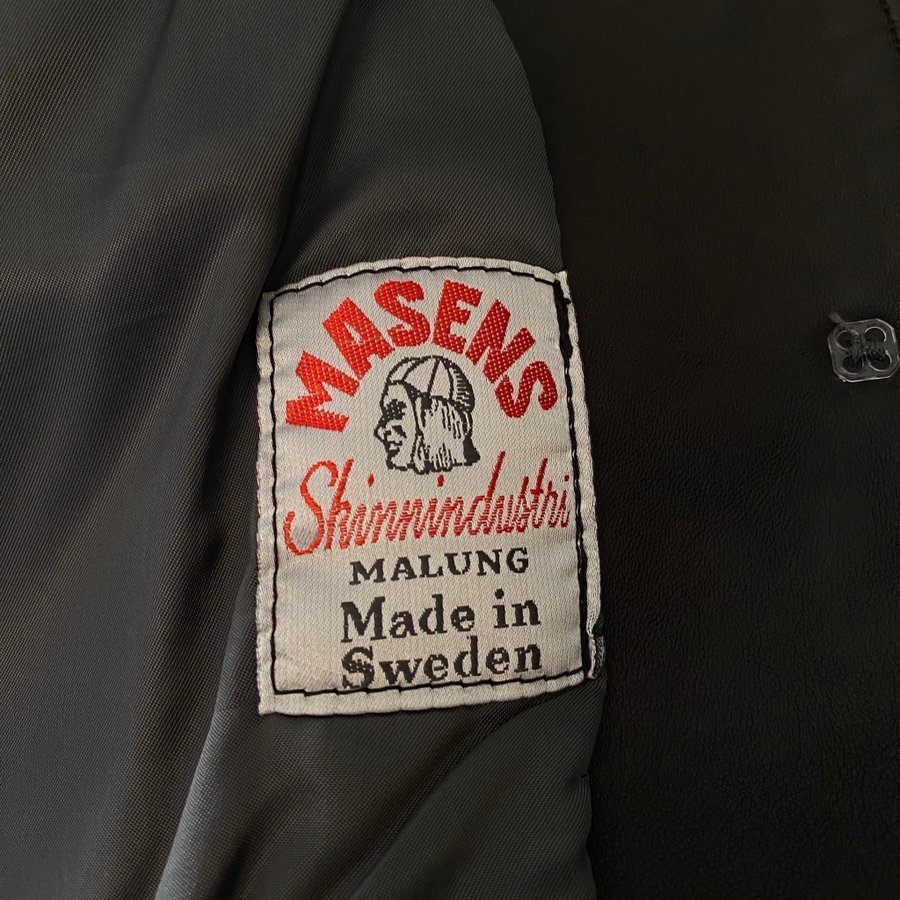 MASENS
Skinnindustri
MALUNG
Made in
Sweden